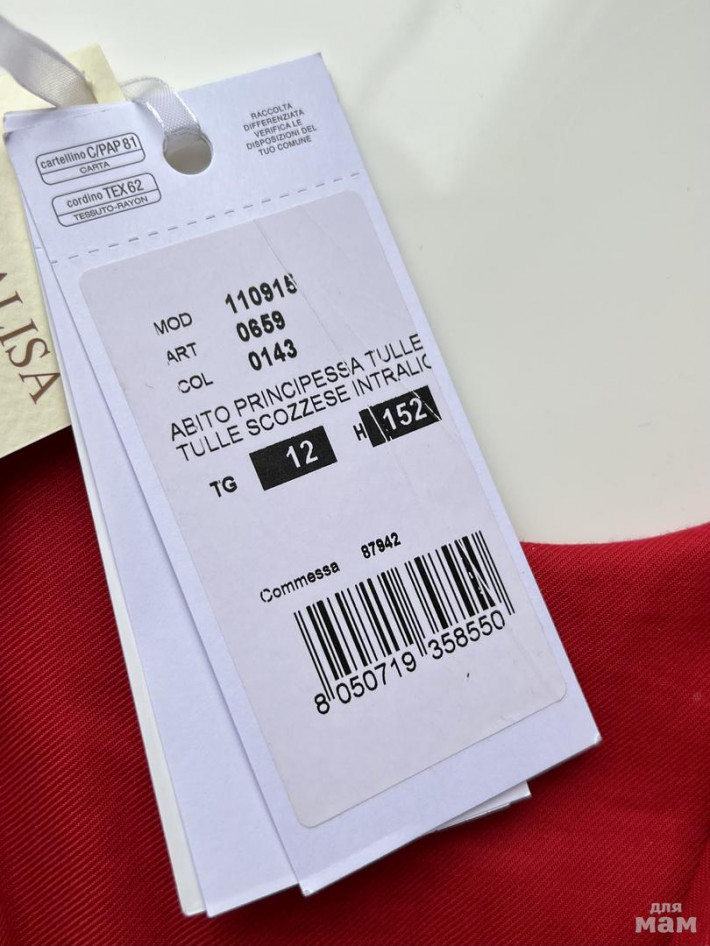 cartellino C/PAP 81
CARTA
cordino TEX 62
TESSUTO-RAYON
RACCOLTA
DIFFERENZIATA
VERIFICA LE
DISPOSIZIONI DEL
TUO COMUNE
ALISA
MOD 110915
ART 0659
COL 0143
ABITO PRINCIPESSA TULLE
TULLE SCOZZESE INTRALIC
TG 12 H 152
Commessa 87942
8 050719 358550
для
мам